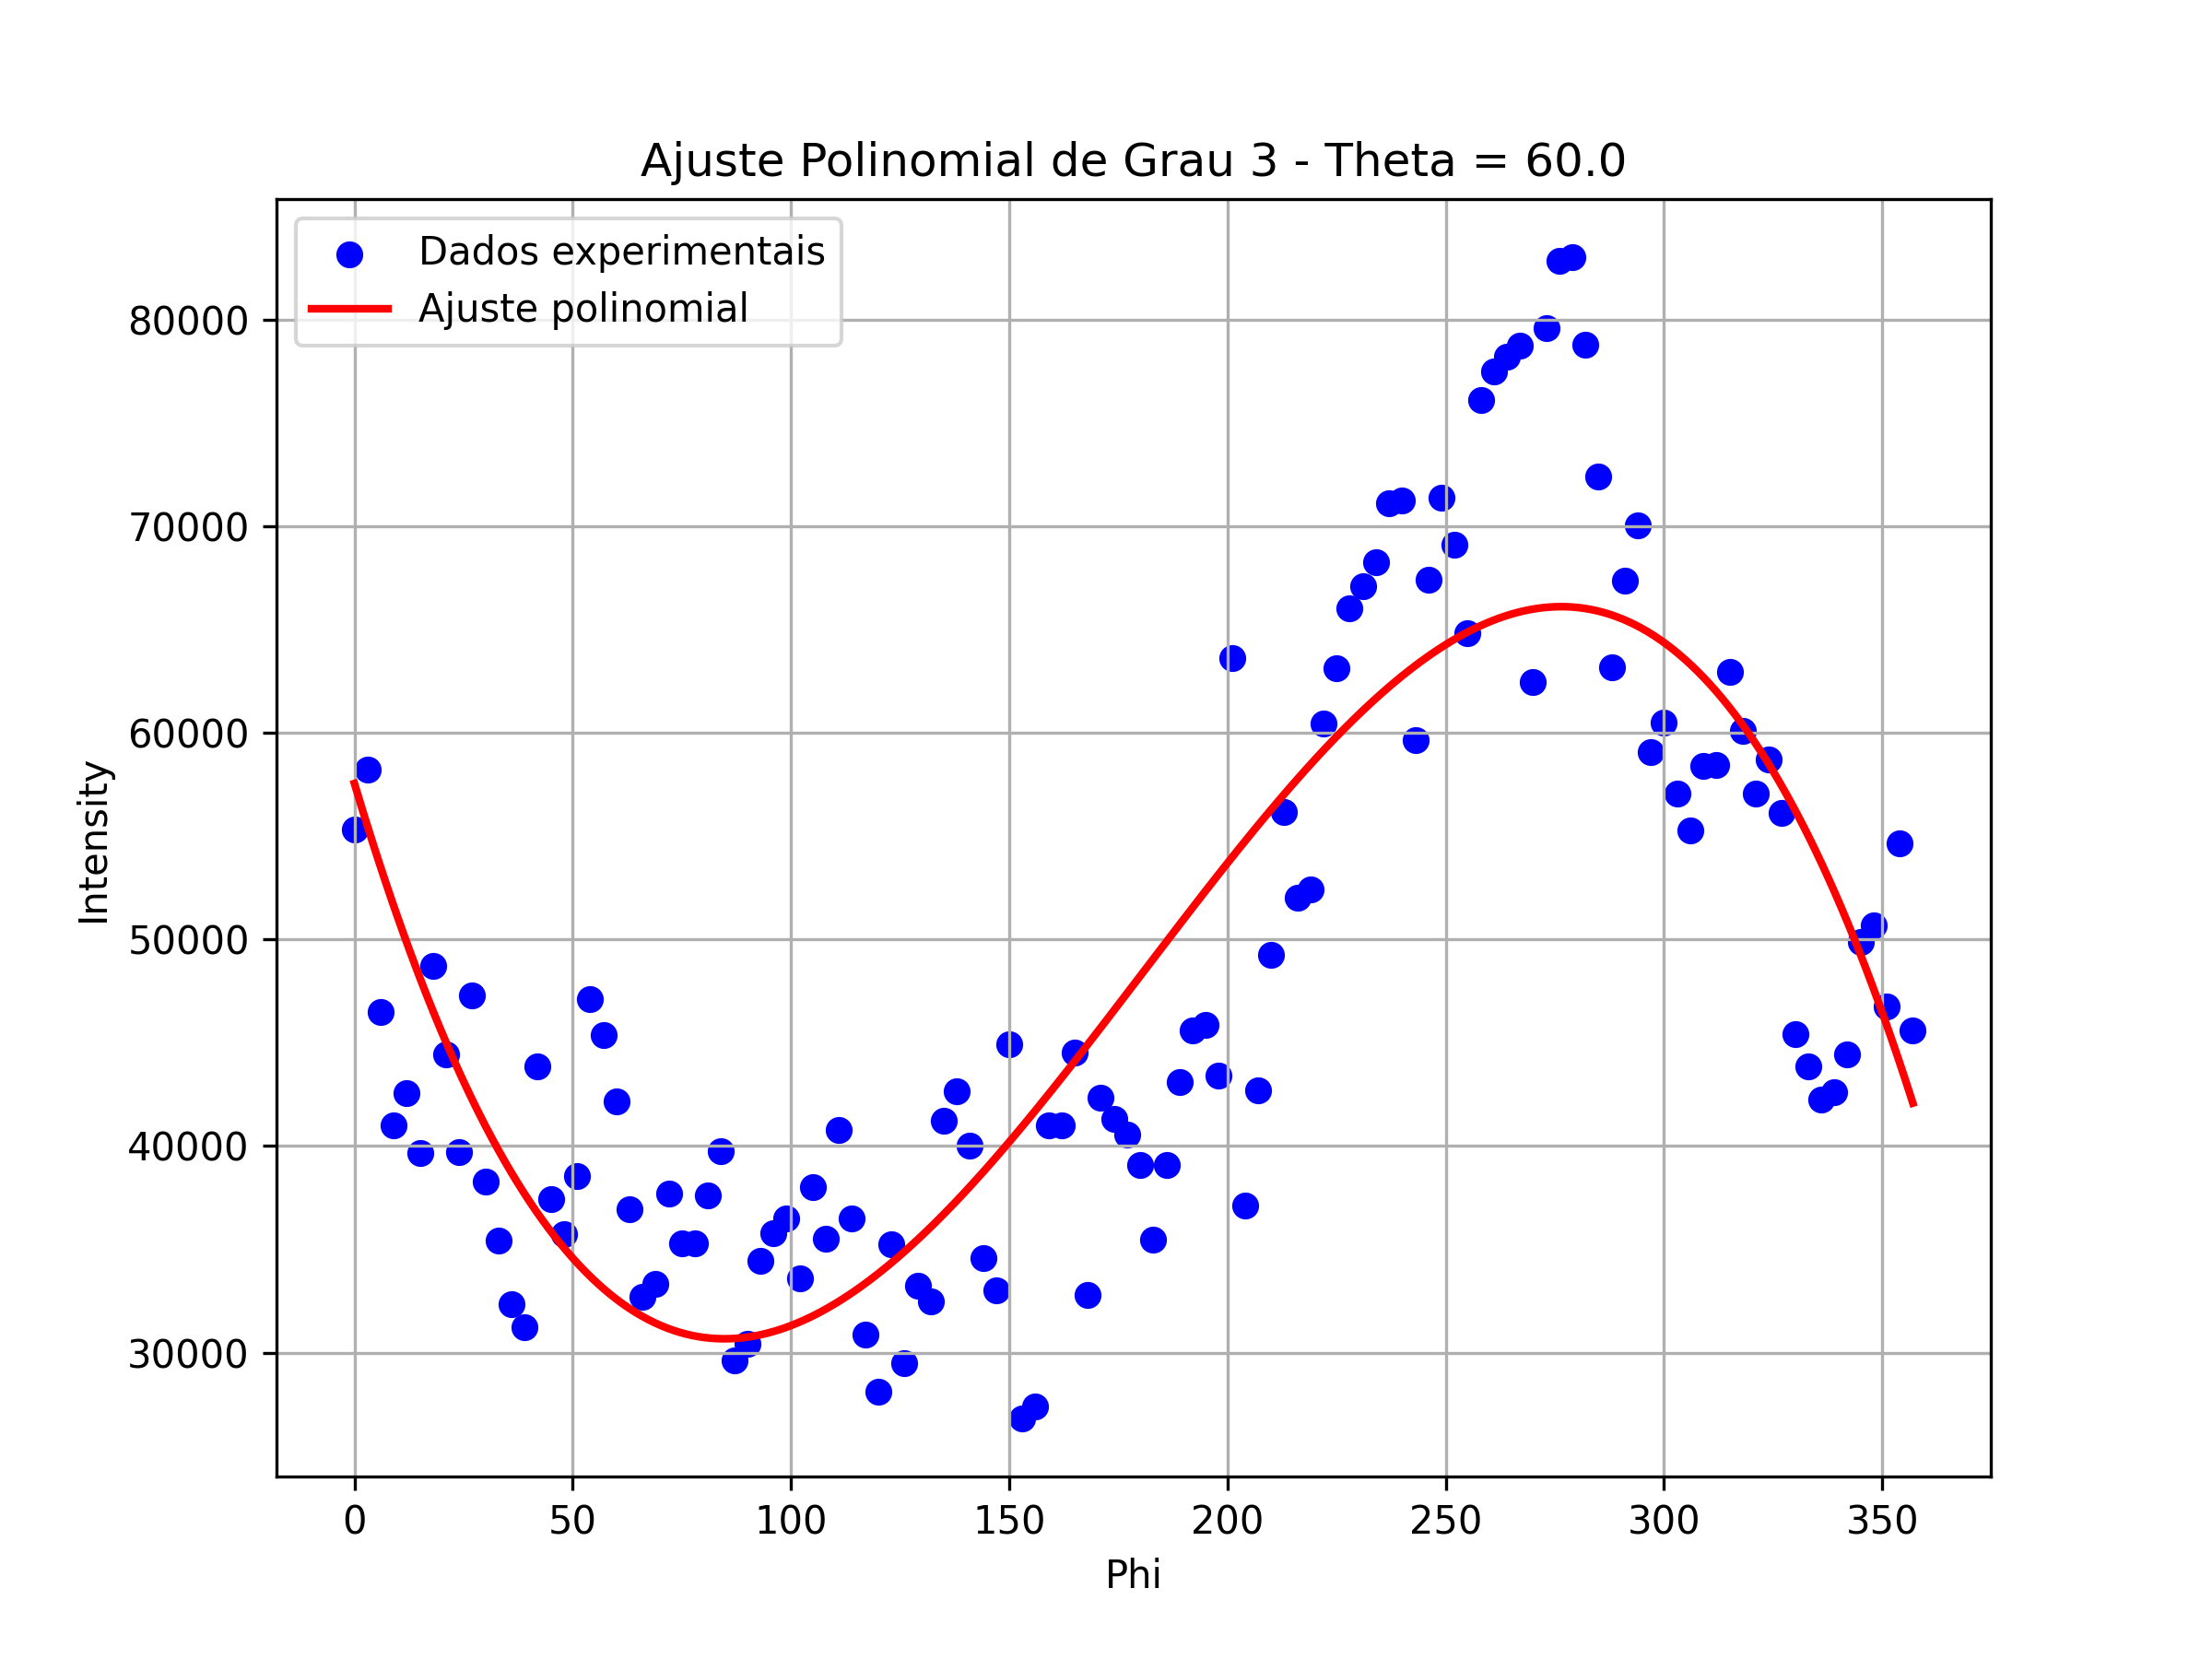 Ajuste Polinomial de Grau 3 - Theta = 60.0
Dados experimentais
Ajuste polinomial
80000
70000
60000
50000
40000
30000
Intensity
0 50 100 150 200 250 300 350
Phi